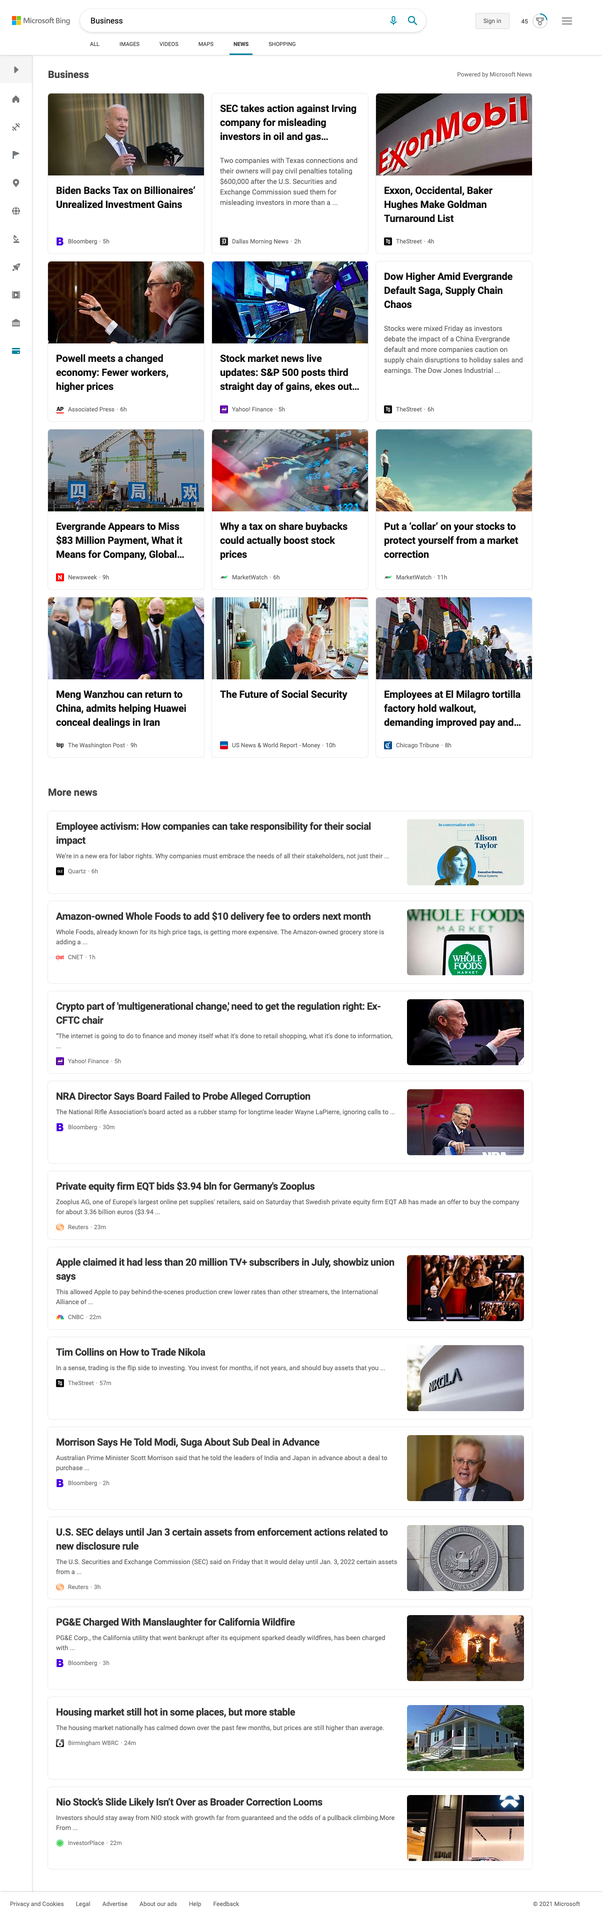 Microsoft Bing
Business
Sign in
45
ALL IMAGES VIDEOS MAPS NEWS SHOPPING
Business
Powered by Microsoft News
Biden Backs Tax on Billionaires'
Unrealized Investment Gains
Bloomberg · 5h
SEC takes action against Irving
company for misleading
investors in oil and gas…
Two companies with Texas connections and
their owners will pay civil penalties totaling
$600,000 after the U.S. Securities and
Exchange Commission sued them for
misleading investors in more than a ...
Dallas Morning News · 2h
ExxonMobil
Exxon, Occidental, Baker
Hughes Make Goldman
Turnaround List
TheStreet · 4h
Powell meets a changed
economy: Fewer workers,
higher prices
AP Associated Press · 6h
Stock market news live
updates: S&P 500 posts third
straight day of gains, ekes out…
Yahoo! Finance · 5h
Dow Higher Amid Evergrande
Default Saga, Supply Chain
Chaos
Stocks were mixed Friday as investors
debate the impact of a China Evergrande
default and more companies caution on
supply chain disruptions to holiday sales and
earnings. The Dow Jones Industrial ...
TheStreet · 6h
四 局 欢
Evergrande Appears to Miss
$83 Million Payment, What it
Means for Company, Global…
N Newsweek · 9h
Why a tax on share buybacks
could actually boost stock
prices
MarketWatch · 6h
Put a 'collar' on your stocks to
protect yourself from a market
correction
MarketWatch · 11h
Meng Wanzhou can return to
China, admits helping Huawei
conceal dealings in Iran
wp The Washington Post · 9h
The Future of Social Security
US News & World Report - Money · 10h
Employees at El Milagro tortilla
factory hold walkout,
demanding improved pay and…
Chicago Tribune · 8h
More news
Employee activism: How companies can take responsibility for their social
impact
We're in a new era for labor rights. Why companies must embrace the needs of all their stakeholders, not just their ...
Quartz · 6h
In conversation with
Alison
Taylor
Executive Director,
Ethical Systems
Amazon-owned Whole Foods to add $10 delivery fee to orders next month
Whole Foods, already known for its high price tags, is getting more expensive. The Amazon-owned grocery store is
adding a ...
CNET · 1h
WHOLE FOODS
MARKET
WHOLE
FOODS
MARKET
Crypto part of 'multigenerational change,' need to get the regulation right: Ex-
CFTC chair
"The internet is going to do to finance and money itself what it's done to retail shopping, what it's done to information,
...
Yahoo! Finance · 5h
NRA Director Says Board Failed to Probe Alleged Corruption
The National Rifle Association's board acted as a rubber stamp for longtime leader Wayne LaPierre, ignoring calls to ...
Bloomberg · 30m
NRA
Private equity firm EQT bids $3.94 bln for Germany's Zooplus
Zooplus AG, one of Europe's largest online pet supplies' retailers, said on Saturday that Swedish private equity firm EQT AB has made an offer to buy the company
for about 3.36 billion euros ($3.94 ...
Reuters · 23m
Apple claimed it had less than 20 million TV+ subscribers in July, showbiz union
says
This allowed Apple to pay behind-the-scenes production crew lower rates than other streamers, the International
Alliance of ...
CNBC · 22m
Tim Collins on How to Trade Nikola
In a sense, trading is the flip side to investing. You invest for months, if not years, and should buy assets that you ...
TheStreet · 57m
NIKOLA
Morrison Says He Told Modi, Suga About Sub Deal in Advance
Australian Prime Minister Scott Morrison said that he told the leaders of India and Japan in advance about a deal to
purchase ...
Bloomberg · 2h
U.S. SEC delays until Jan 3 certain assets from enforcement actions related to
new disclosure rule
The U.S. Securities and Exchange Commission (SEC) said on Friday that it would delay until Jan. 3, 2022 certain assets
from a ...
Reuters · 3h
PG&E Charged With Manslaughter for California Wildfire
PG&E Corp., the California utility that went bankrupt after its equipment sparked deadly wildfires, has been charged
with ...
Bloomberg · 3h
Housing market still hot in some places, but more stable
The housing market nationally has calmed down over the past few months, but prices are still higher than average.
Birmingham WBRC · 24m
Nio Stock's Slide Likely Isn't Over as Broader Correction Looms
Investors should stay away from NIO stock with growth far from guaranteed and the odds of a pullback climbing.More
From ...
InvestorPlace · 22m
Privacy and Cookies Legal Advertise About our ads Help Feedback
© 2021 Microsoft